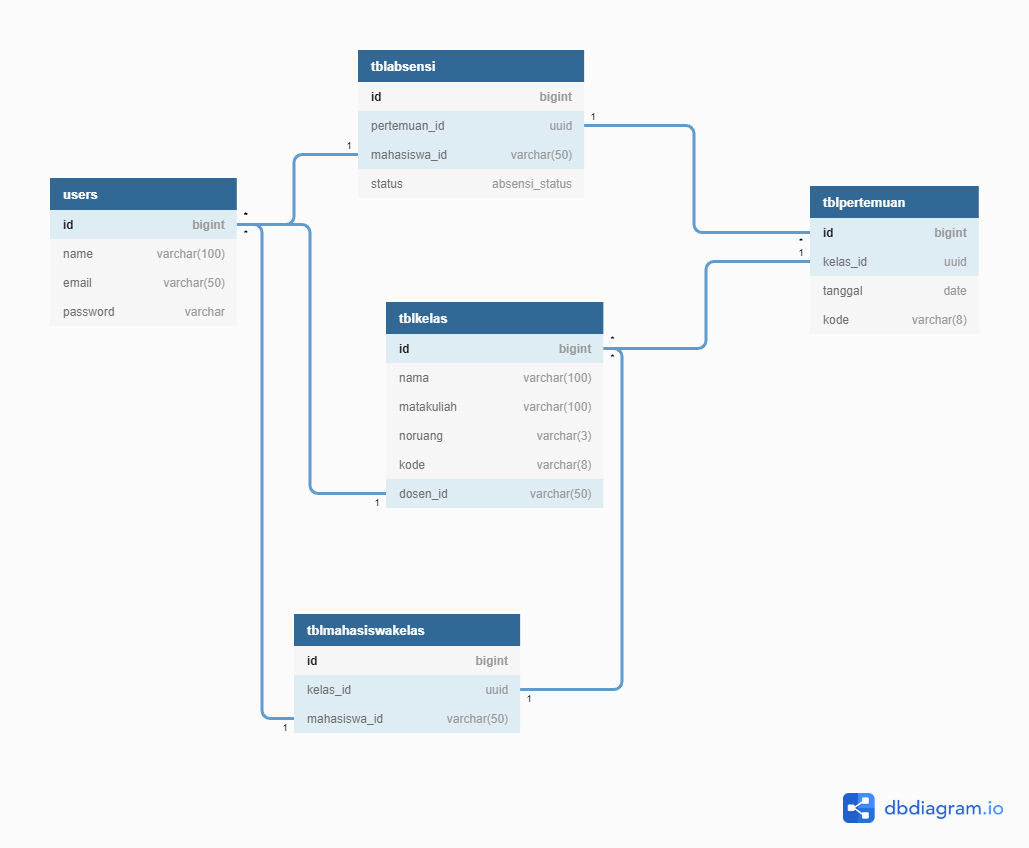 tblabsensi
id bigint
pertemuan_id uuid
mahasiswa_id varchar(50)
status absensi_status
1
1
users
id bigint
name varchar(100)
email varchar(50)
password varchar
*
*
tblpertemuan
id bigint
kelas_id uuid
tanggal date
kode varchar(8)
*
1
tblkelas
id bigint
nama varchar(100)
matakuliah varchar(100)
noruang varchar(3)
kode varchar(8)
dosen_id varchar(50)
*
*
1
tblmahasiswakelas
id bigint
kelas_id uuid
mahasiswa_id varchar(50)
1
1
dbdiagram.io